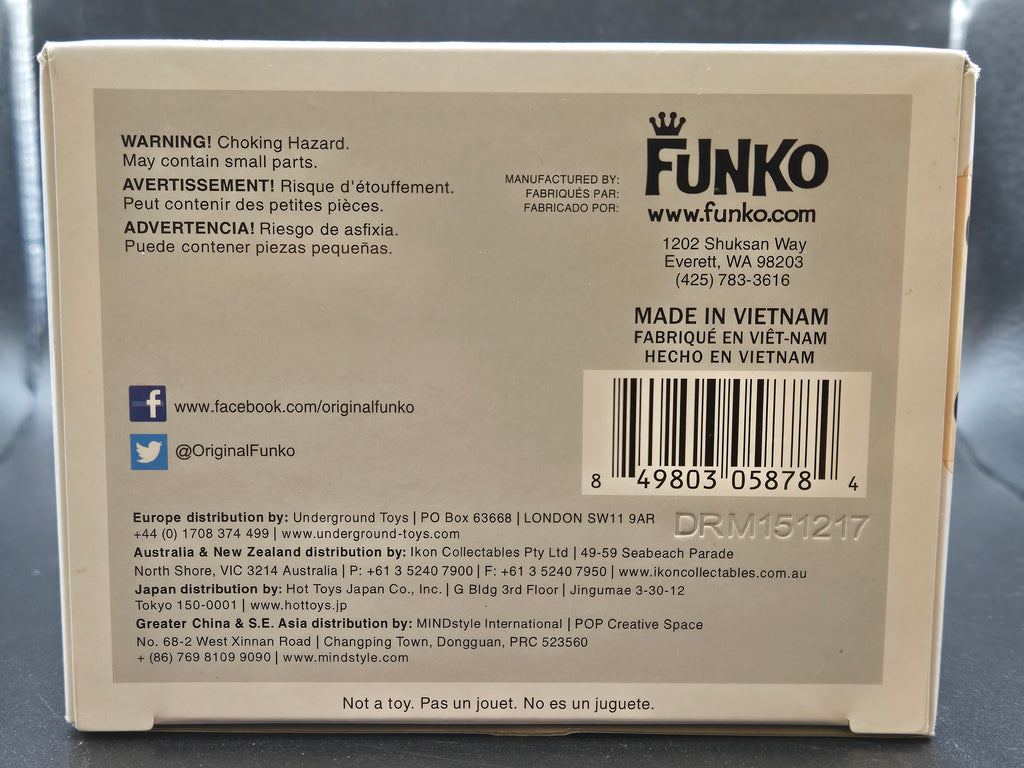 WARNING! Choking Hazard.
May contain small parts.
AVERTISSEMENT! Risque d'étouffement.
Peut contenir des petites pièces.
ADVERTENCIA! Riesgo de asfixia.
Puede contener piezas pequeñas.
MANUFACTURED BY:
FABRIQUÉS PAR:
FABRICADO POR:
FUNKO
www.funko.com
1202 Shuksan Way
Everett, WA 98203
(425) 783-3616
MADE IN VIETNAM
FABRIQUÉ EN VIÊT-NAM
HECHO EN VIETNAM
f www.facebook.com/originalfunko
@OriginalFunko
8 49803 05878 4
DRM151217
Europe distribution by: Underground Toys | PO Box 63668 | LONDON SW11 9AR
+44 (0) 1708 374 499 | www.underground-toys.com
Australia & New Zealand distribution by: Ikon Collectables Pty Ltd | 49-59 Seabeach Parade
North Shore, VIC 3214 Australia | P: +61 3 5240 7900 | F: +61 3 5240 7950 | www.ikoncollectables.com.au
Japan distribution by: Hot Toys Japan Co., Inc. | G Bldg 3rd Floor | Jingumae 3-30-12
Tokyo 150-0001 | www.hottoys.jp
Greater China & S.E. Asia distribution by: MINDstyle International | POP Creative Space
No. 68-2 West Xinnan Road | Changping Town, Dongguan, PRC 523560
+ (86) 769 8109 9090 | www.mindstyle.com
Not a toy. Pas un jouet. No es un juguete.